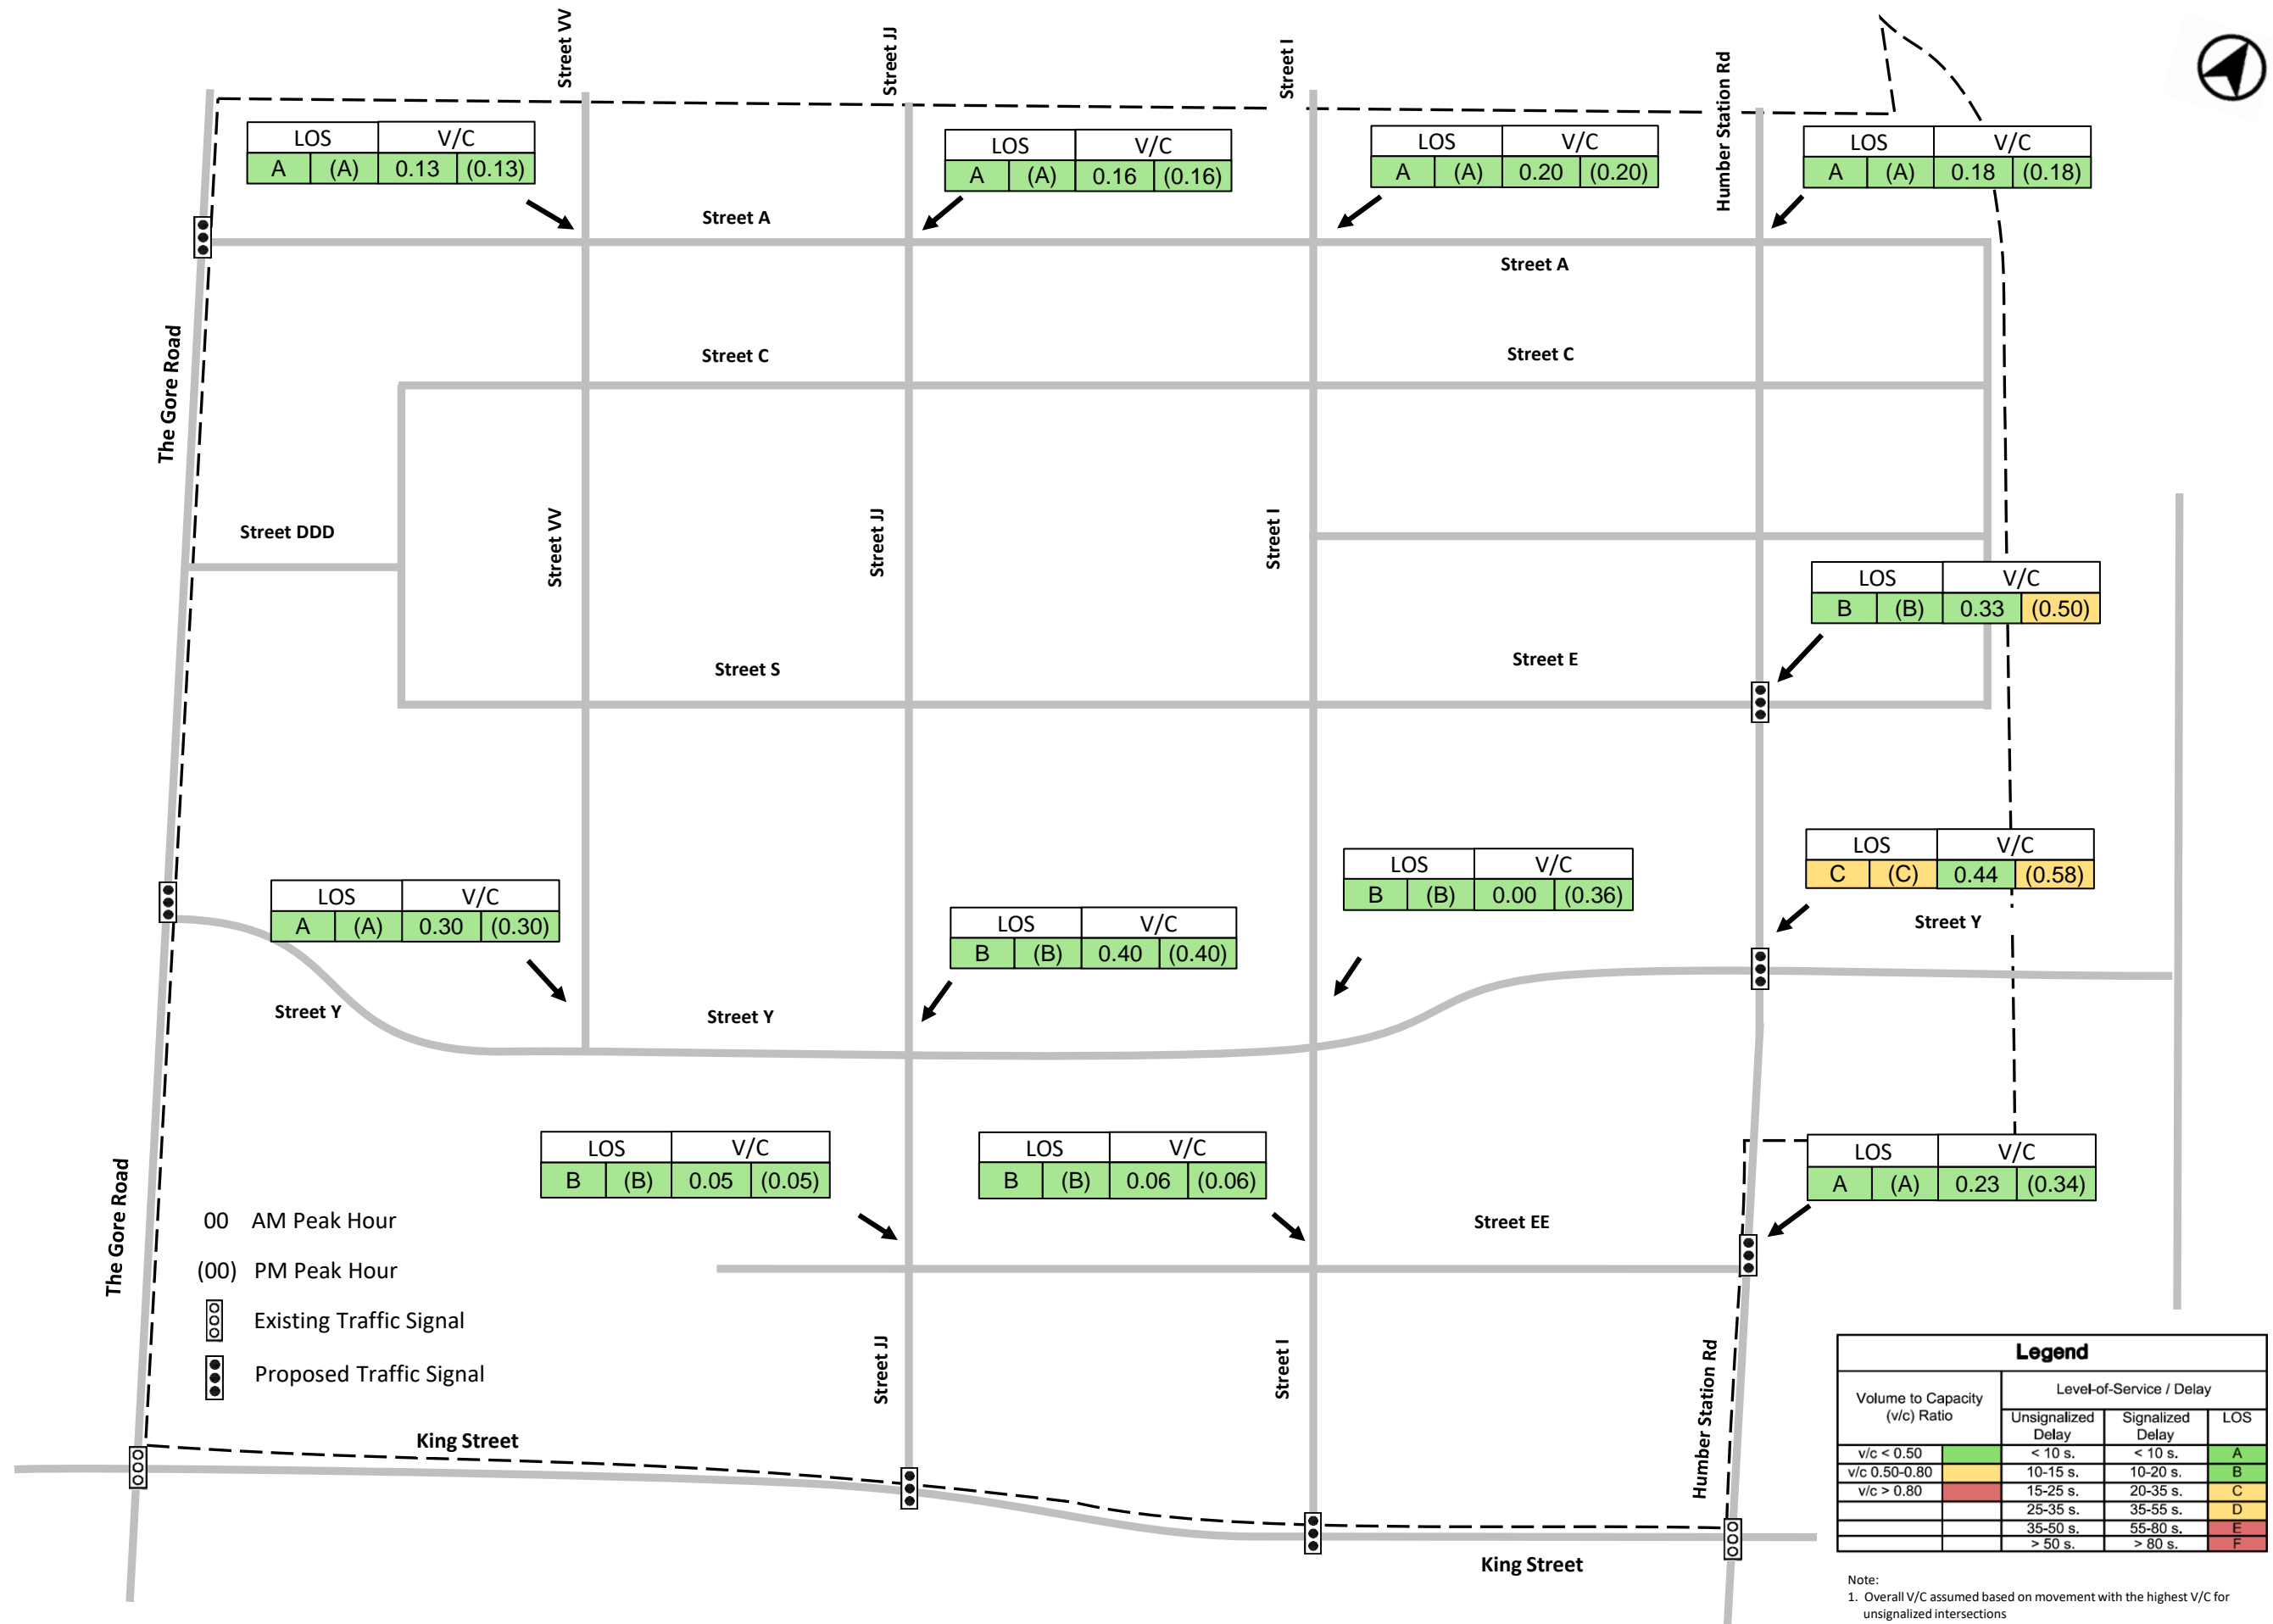 Street VV
Street JJ
Street I
Humber Station Rd
LOS V/C
A (A) 0.13 (0.13)
LOS V/C
A (A) 0.16 (0.16)
LOS V/C
A (A) 0.20 (0.20)
LOS V/C
A (A) 0.18 (0.18)
Street A
Street A
The Gore Road
Street C
Street C
Street DDD
Street VV
Street JJ
Street I
LOS V/C
B (B) 0.33 (0.50)
Street S
Street E
LOS V/C
A (A) 0.30 (0.30)
LOS V/C
B (B) 0.40 (0.40)
LOS V/C
B (B) 0.00 (0.36)
LOS V/C
C (C) 0.44 (0.58)
Street Y
Street Y
Street Y
LOS V/C
B (B) 0.05 (0.05)
LOS V/C
B (B) 0.06 (0.06)
LOS V/C
A (A) 0.23 (0.34)
The Gore Road
Street EE
00 AM Peak Hour
(00) PM Peak Hour
Existing Traffic Signal
Proposed Traffic Signal
Street JJ
Street I
Humber Station Rd
King Street
King Street
Legend
Volume to Capacity
(v/c) Ratio
Level-of-Service / Delay
Unsignalized
Delay
Signalized
Delay
LOS
v/c < 0.50 < 10 s. < 10 s. A
v/c 0.50-0.80 10-15 s. 10-20 s. B
v/c > 0.80 15-25 s. 20-35 s. C
25-35 s. 35-55 s. D
35-50 s. 55-80 s. E
> 50 s. > 80 s. F
Note:
1. Overall V/C assumed based on movement with the highest V/C for
unsignalized intersections